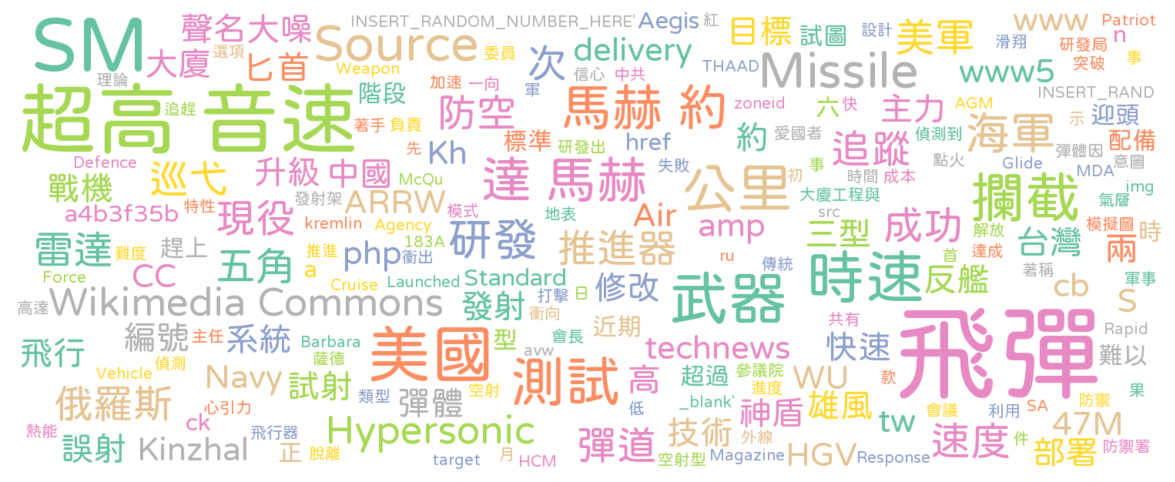 SM
聲名大噪
INSERT_RANDOM_NUMBER_HERE'
Aegis
紅
www
Patriot
大廈
選項
匕首
Source
委員
次
delivery
目標
試圖
設計
美軍
滑翔
n
研發局
突破
事
理論
Weapon
加速
一向
信心
中共
THAAD
Missile
www5
INSERT_RAND
超高音速
追趕
階段
著手
負責
防空
軍
馬赫 約
zoneid
六
快
主力
AGM
海軍
示
迎頭
先
標準
研發出
href
約
愛國者
追蹤
偵測到
彈體因
配備
Defence
升級
中國
Kh
失敗
事
點火
Glide
MDA
意圖
戰機
巡弋
McQu
達 馬赫
公里
初
時間
成本
攔截
氣層
img
a4b3f35b
特性
現役
發射架
ARRW
模式
地表
大廈工程與
src
解放
模擬圖
kremlin
Agency
研發
Air
amp
三型
成功
台灣
兩
時
雷達
難度
趕上
五角
推進
a
php
183A
衝出
推進器
ru
首
達成
CC
Force
Cruise
Launched
Standard
傳統
時速
反艦
著稱
軍事
高達
Wikimedia Commons
發射
打擊
日
修改
武器
cb
S
衝向
編號
主任
系統
Barbara
美國
型
會長
近期
共有
飛彈
Rapid
飛行
薩德
avw
technews
快速
難以
Vehicle
偵測
Navy
試射
類型
空射
測試
高
超過
參議院
進度
WU
款
果
俄羅斯
心引力
彈體
低
_blank'
神盾
雄風
tw
會議
利用
SA
防禦
47M
熱能
ck
飛行器
Hypersonic
技術
外線
件
誤射
Kinzhal
正
脫離
target
月
HCM
彈道
空射型
Magazine
HGV
Response
速度
部署
防禦署